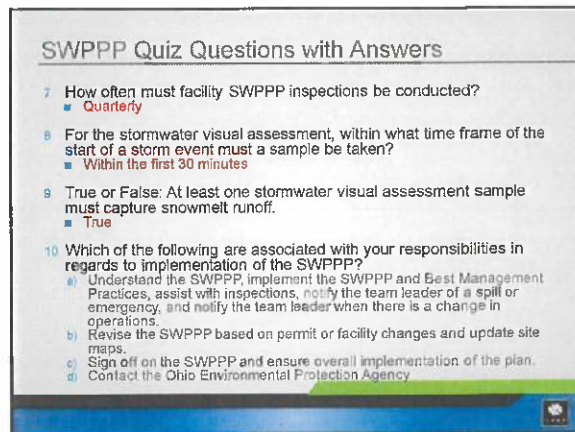 SWPPP Quiz Questions with Answers
7 How often must facility SWPPP inspections be conducted?
Quarterly
8 For the stormwater visual assessment, within what time frame of the
start of a storm event must a sample be taken?
Within the first 30 minutes
9 True or False: At least one stormwater visual assessment sample
must capture snowmelt runoff.
True
10 Which of the following are associated with your responsibilities in
regards to implementation of the SWPPP?
a) Understand the SWPPP, implement the SWPPP and Best Management
Practices, assist with inspections, notify the team leader of a spill or
emergency, and notify the team leader when there is a change in
operations.
b) Revise the SWPPP based on permit or facility changes and update site
maps.
c) Sign off on the SWPPP and ensure overall implementation of the plan.
d) Contact the Ohio Environmental Protection Agency